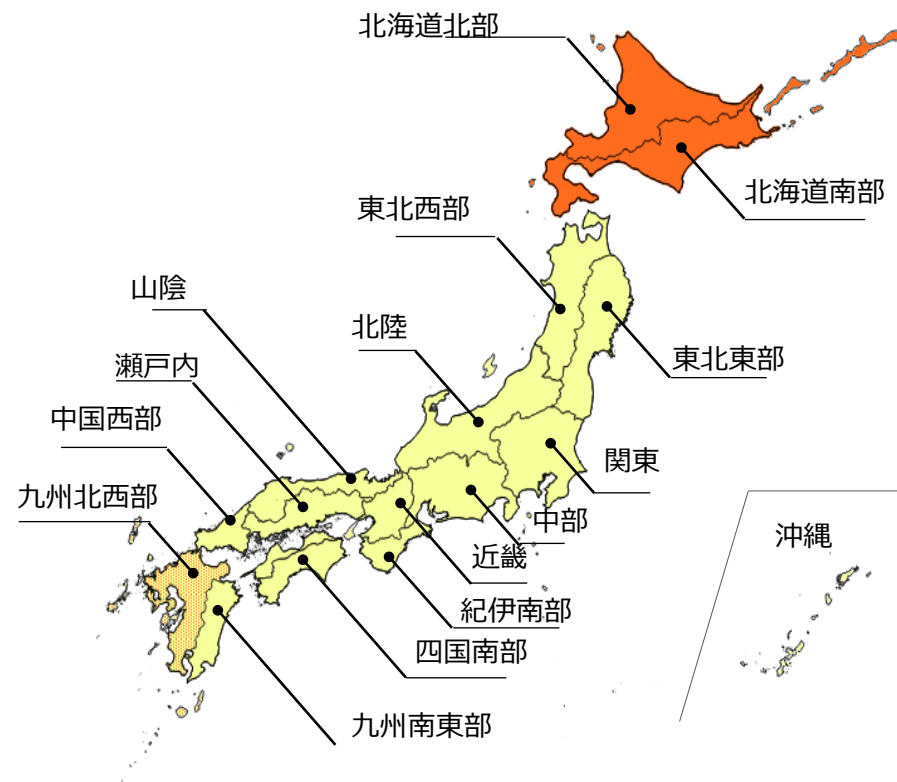 北海道北部
北海道南部
東北西部
山陰
北陸
東北東部
瀬戸内
中国西部
関東
九州北西部
中部
沖縄
近畿
紀伊南部
四国南部
九州南東部